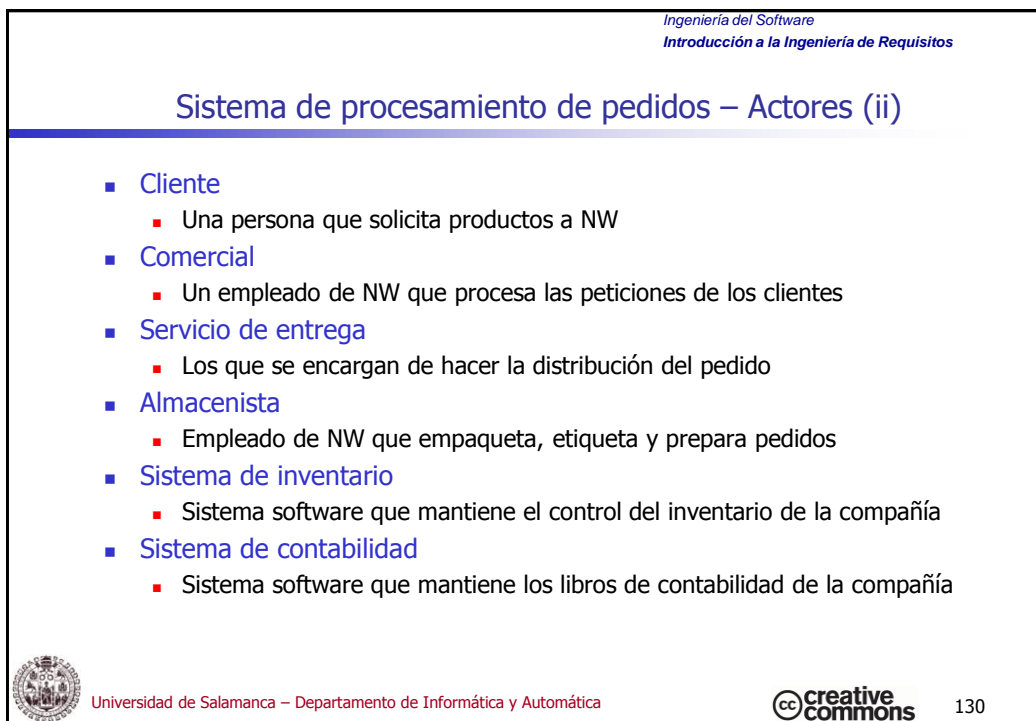 Ingeniería del Software
Introducción a la Ingeniería de Requisitos
Sistema de procesamiento de pedidos – Actores (ii)
Cliente
Una persona que solicita productos a NW
Comercial
Un empleado de NW que procesa las peticiones de los clientes
Servicio de entrega
Los que se encargan de hacer la distribución del pedido
Almacenista
Empleado de NW que empaqueta, etiqueta y prepara pedidos
Sistema de inventario
Sistema software que mantiene el control del inventario de la compañía
Sistema de contabilidad
Sistema software que mantiene los libros de contabilidad de la compañía
Universidad de Salamanca – Departamento de Informática y Automática
cc creative commons
130